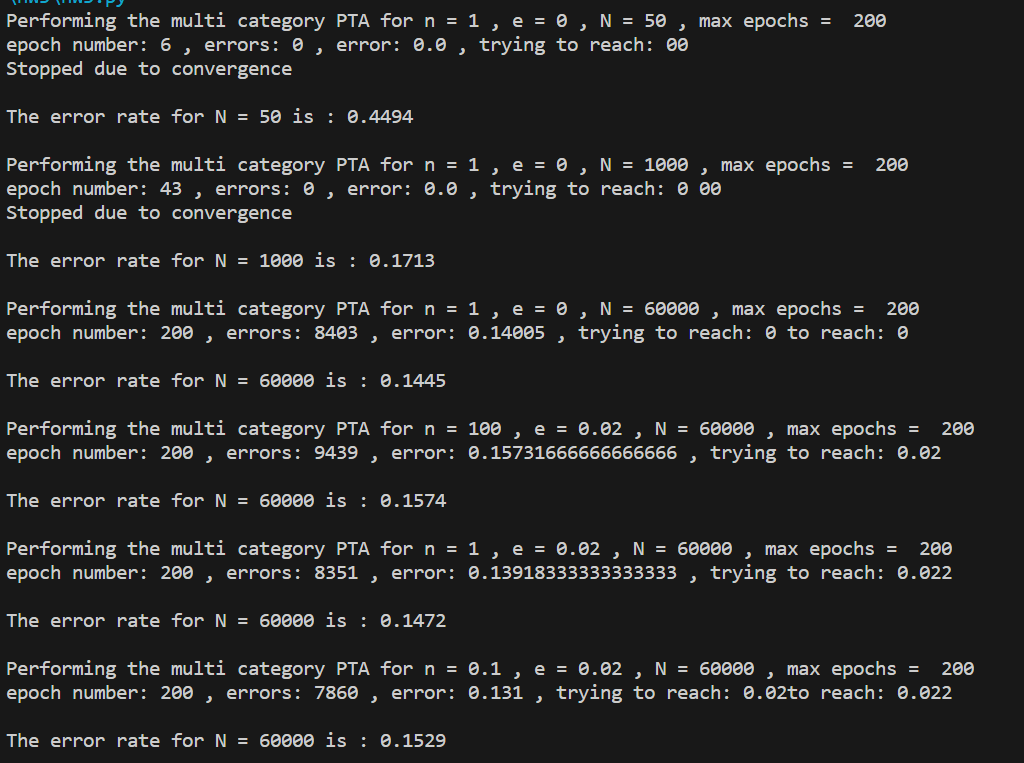 Performing the multi category PTA for n = 1 , e = 0 , N = 50 , max epochs =  200
epoch number: 6 , errors: 0 , error: 0.0 , trying to reach: 00
Stopped due to convergence
The error rate for N = 50 is : 0.4494
Performing the multi category PTA for n = 1 , e = 0 , N = 1000 , max epochs =  200
epoch number: 43 , errors: 0 , error: 0.0 , trying to reach: 0 00
Stopped due to convergence
The error rate for N = 1000 is : 0.1713
Performing the multi category PTA for n = 1 , e = 0 , N = 60000 , max epochs =  200
epoch number: 200 , errors: 8403 , error: 0.14005 , trying to reach: 0 to reach: 0
The error rate for N = 60000 is : 0.1445
Performing the multi category PTA for n = 100 , e = 0.02 , N = 60000 , max epochs =  200
epoch number: 200 , errors: 9439 , error: 0.15731666666666666 , trying to reach: 0.02
The error rate for N = 60000 is : 0.1574
Performing the multi category PTA for n = 1 , e = 0.02 , N = 60000 , max epochs =  200
epoch number: 200 , errors: 8351 , error: 0.13918333333333333 , trying to reach: 0.022
The error rate for N = 60000 is : 0.1472
Performing the multi category PTA for n = 0.1 , e = 0.02 , N = 60000 , max epochs =  200
epoch number: 200 , errors: 7860 , error: 0.131 , trying to reach: 0.02to reach: 0.022
The error rate for N = 60000 is : 0.1529